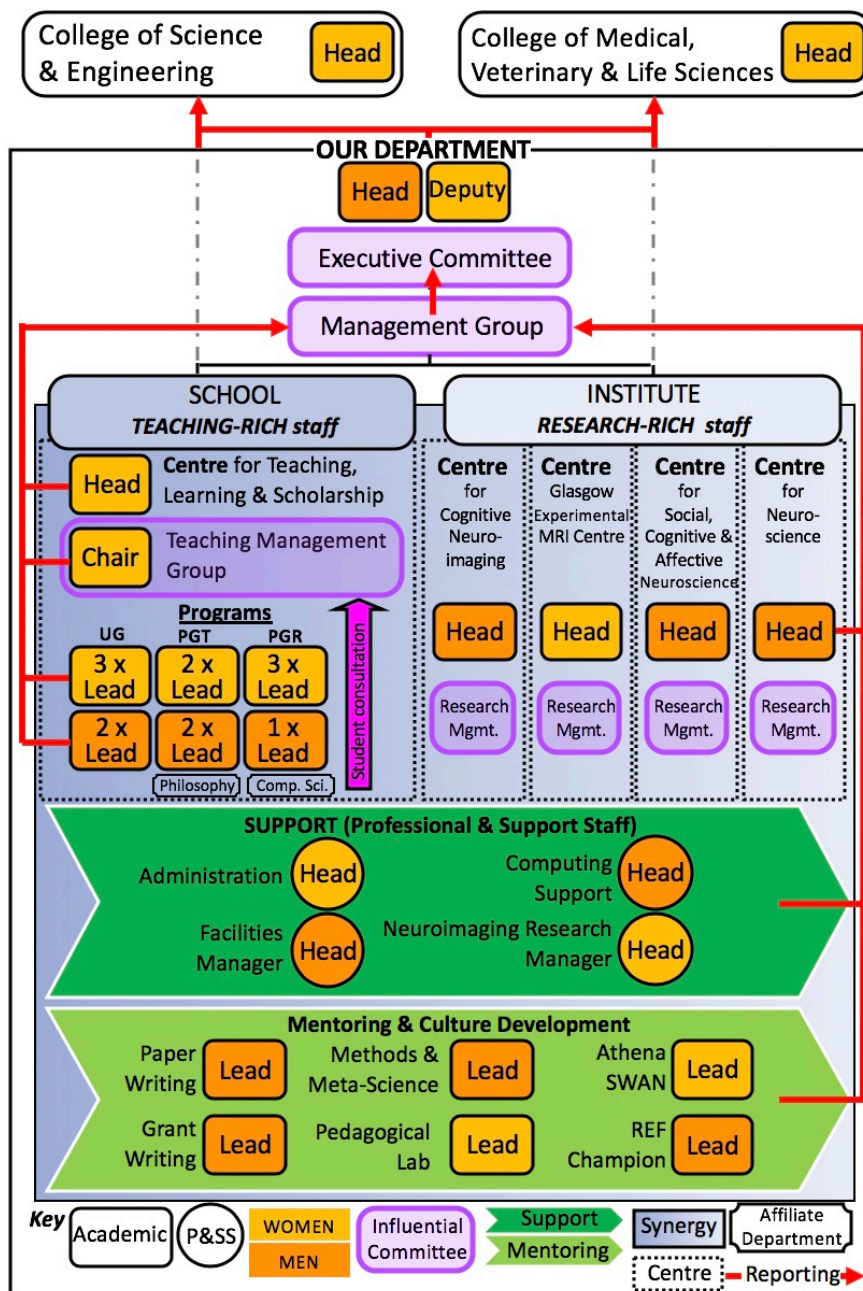 College of Science
& Engineering
Head
College of Medical,
Veterinary & Life Sciences
Head
OUR DEPARTMENT
Head
Deputy
Executive Committee
Management Group
SCHOOL
TEACHING-RICH staff
INSTITUTE
RESEARCH-RICH staff
Head
Centre for Teaching,
Learning & Scholarship
Chair
Teaching Management
Group
Programs
UG
PGT
PGR
3 x
Lead
2 x
Lead
3 x
Lead
2 x
Lead
2 x
Lead
1 x
Lead
Philosophy
Comp. Sci.
Student consultation
Centre
for
Cognitive
Neuro-
imaging
Head
Research
Mgmt.
Centre
Glasgow
Experimental
MRI Centre
Head
Research
Mgmt.
Centre
for
Social,
Cognitive &
Affective
Neuroscience
Head
Research
Mgmt.
Centre
for
Neuro-
science
Head
Research
Mgmt.
SUPPORT (Professional & Support Staff)
Administration
Head
Computing
Support
Head
Facilities
Manager
Head
Neuroimaging Research
Manager
Head
Mentoring & Culture Development
Paper
Writing
Lead
Methods &
Meta-Science
Lead
Athena
SWAN
Lead
Grant
Writing
Lead
Pedagogical
Lab
Lead
REF
Champion
Lead
Key
Academic
P&SS
WOMEN
MEN
Influential
Committee
Support
Mentoring
Synergy
Affiliate
Department
Centre
Reporting